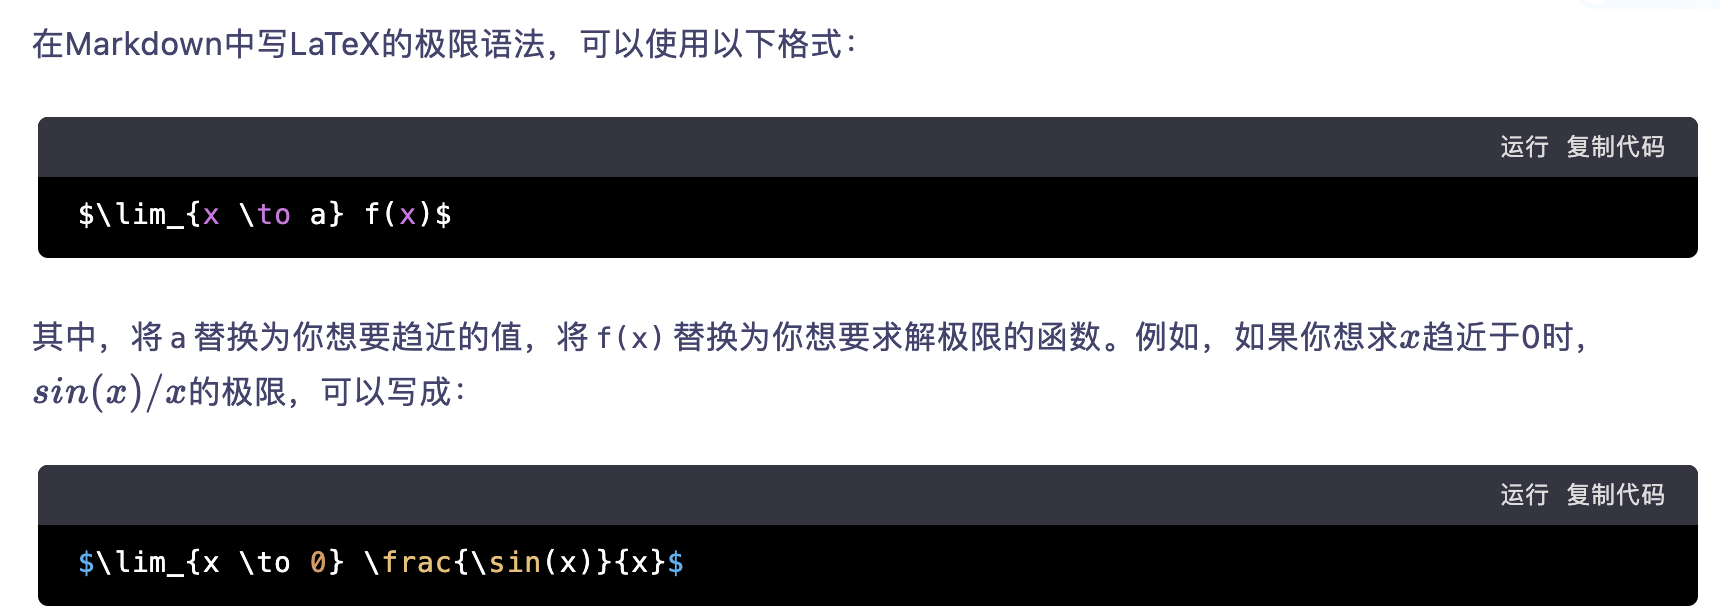 在Markdown中写LaTeX的极限语法，可以使用以下格式：
运行 复制代码
$\lim_{x \to a} f(x)$
其中，将 a 替换为你想要趋近的值，将 f(x) 替换为你想要求解极限的函数。例如，如果你想求x趋近于0时，
sin(x)/x的极限，可以写成：
运行 复制代码
$\lim_{x \to 0} \frac{\sin(x)}{x}$